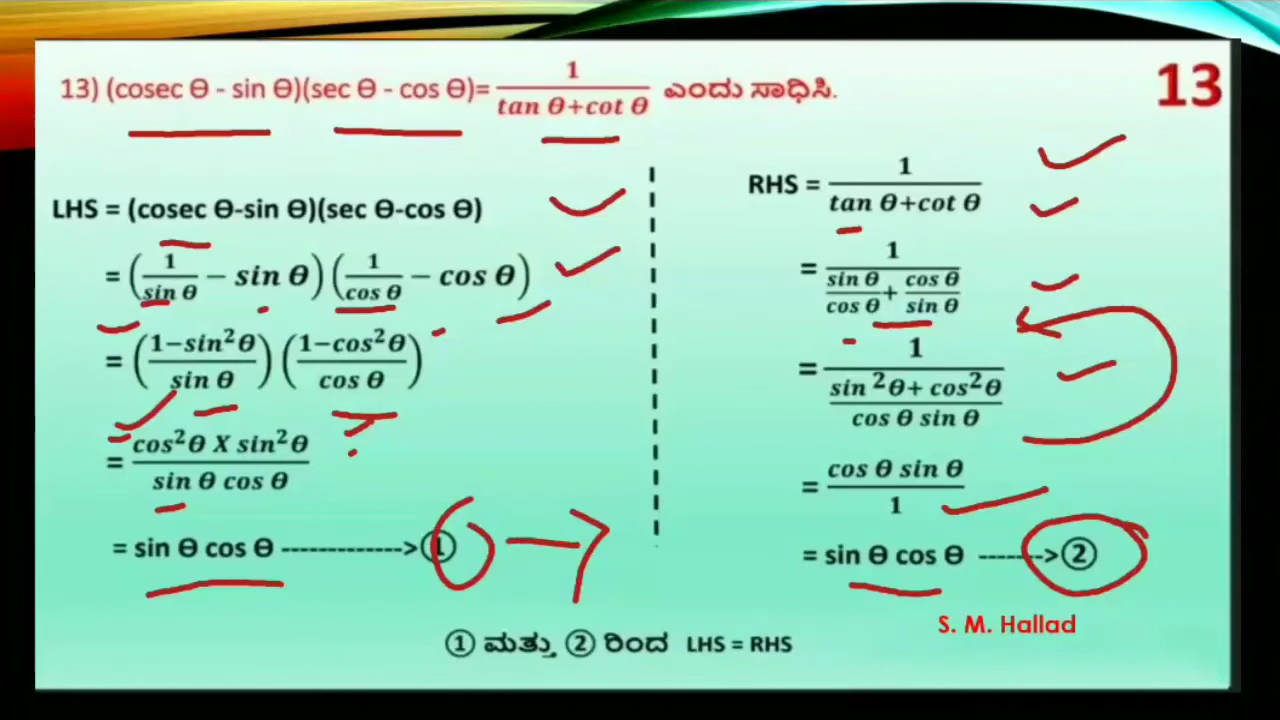 13) (cosec Θ - sin Θ)(sec Θ - cos Θ)= 1/(tan Θ+cot Θ) ಎಂದು ಸಾಧಿಸಿ.
13
LHS = (cosec Θ-sin Θ)(sec Θ-cos Θ)
= (1/sin Θ − sin Θ)(1/cos Θ − cos Θ)
= ((1−sin²Θ)/sin Θ)((1−cos²Θ)/cos Θ)
= (cos²Θ X sin²Θ)/(sin Θ cos Θ)
= sin Θ cos Θ -------------> ①
RHS = 1/(tan Θ+cot Θ)
= 1/(sin Θ/cos Θ + cos Θ/sin Θ)
= 1/((sin ²Θ+ cos²Θ)/(cos Θ sin Θ))
= (cos Θ sin Θ)/1
= sin Θ cos Θ -------> ②
S. M. Hallad
① ಮತ್ತು ② ರಿಂದ LHS = RHS